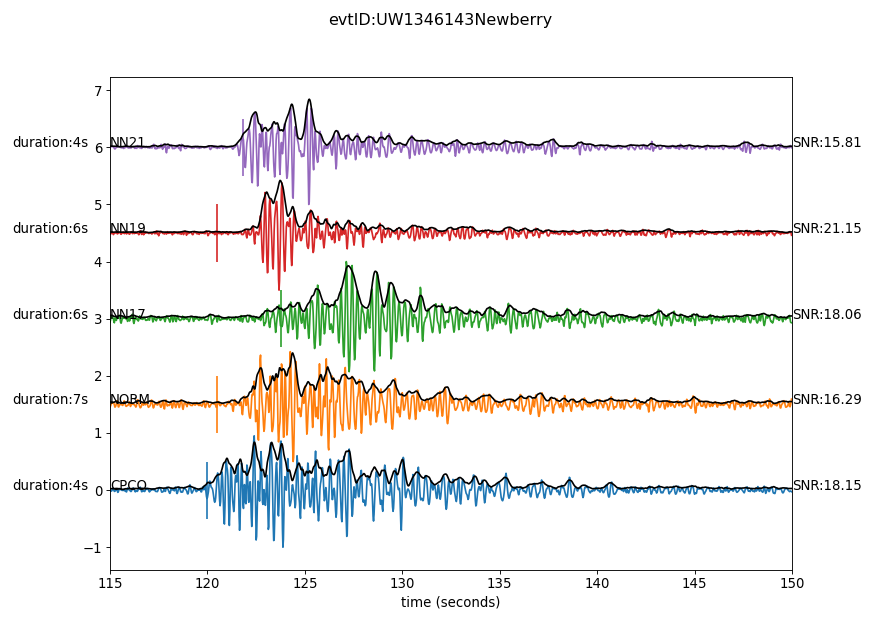 evtID:UW1346143Newberry
7
duration:4s NN21 SNR:15.81
6
5
duration:6s NN19 SNR:21.15
4
duration:6s NN17 SNR:18.06
3
2
duration:7s NORM SNR:16.29
1
duration:4s CPCO SNR:18.15
0
−1
115 120 125 130 135 140 145 150
time (seconds)